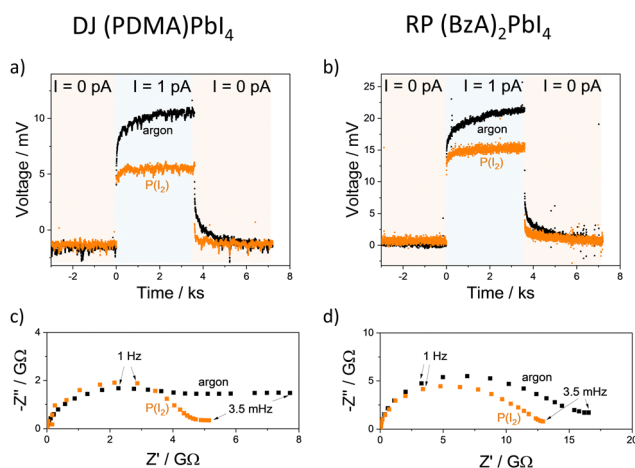 DJ (PDMA)PbI₄
RP (BzA)₂PbI₄
a)
I = 0 pA
I = 1 pA
I = 0 pA
argon
P(I₂)
Voltage / mV
10
5
0
-2
0
2
4
6
8
Time / ks
b)
I = 0 pA
I = 1 pA
I = 0 pA
argon
P(I₂)
Voltage / mV
25
20
15
10
5
0
-2
0
2
4
6
8
Time / ks
c)
1 Hz
argon
P(I₂)
3.5 mHz
-Z'' / GΩ
4
2
0
0
2
4
6
8
Z' / GΩ
d)
1 Hz
argon
P(I₂)
3.5 mHz
-Z'' / GΩ
10
5
0
0
5
10
15
20
Z' / GΩ